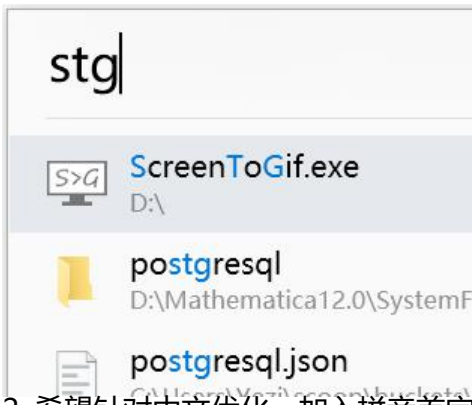 stg
S>G
ScreenToGif.exe
D:\
postgresql
D:\Mathematica12.0\SystemF
postgresql.json